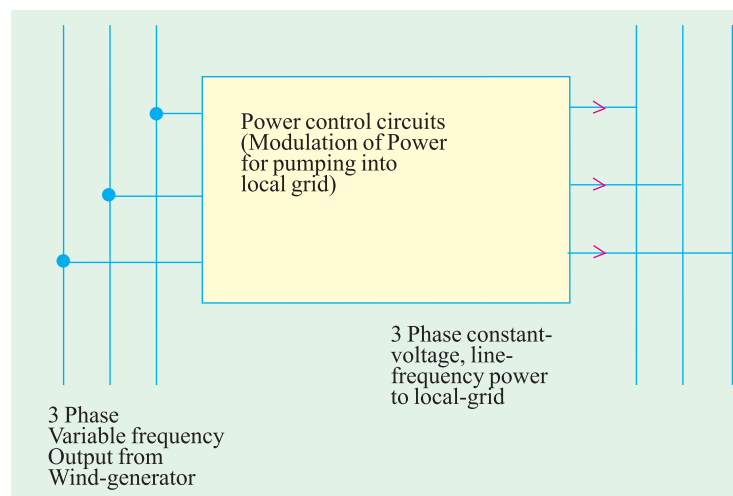 Power control circuits
(Modulation of Power
for pumping into
local grid)
3 Phase constant-
voltage, line-
frequency power
to local-grid
3 Phase
Variable frequency
Output from
Wind-generator